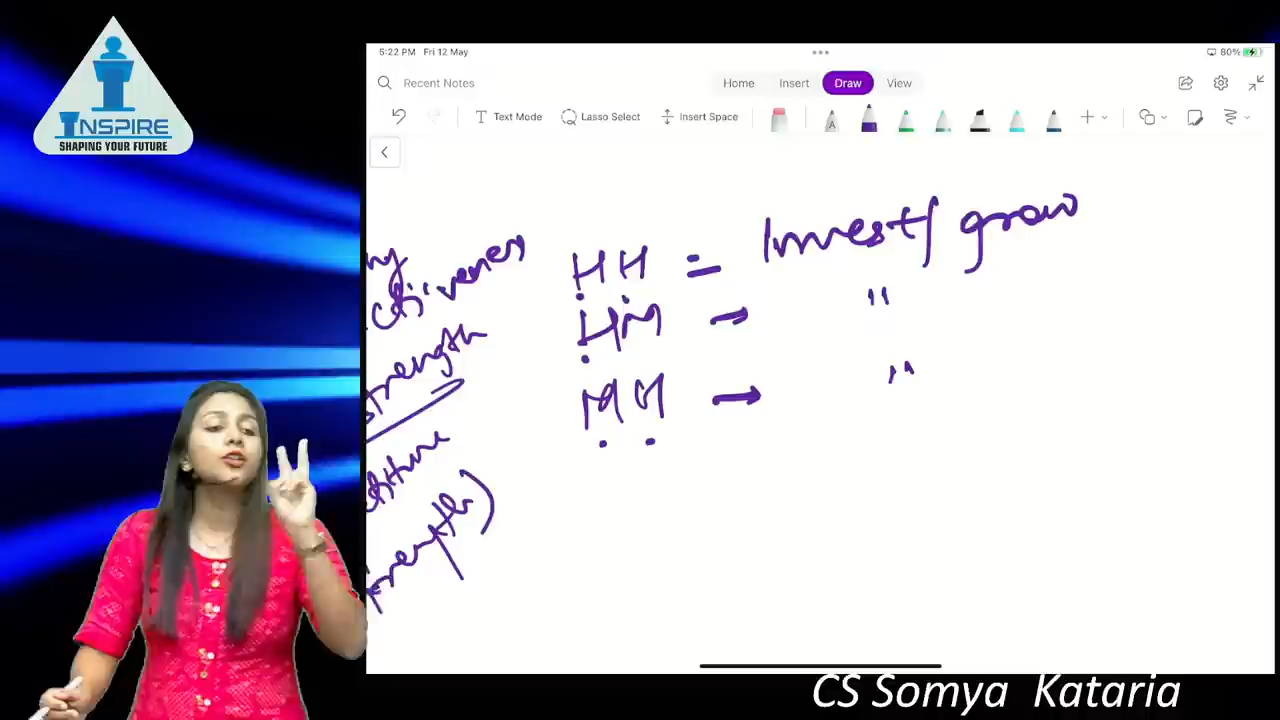 INSPIRE
SHAPING YOUR FUTURE
5:22 PM Fri 12 May
80%
Recent Notes
Home Insert Draw View
Text Mode Lasso Select Insert Space
A
HH = Invest/grow
HM → "
MH → "
strength
CS Somya Kataria